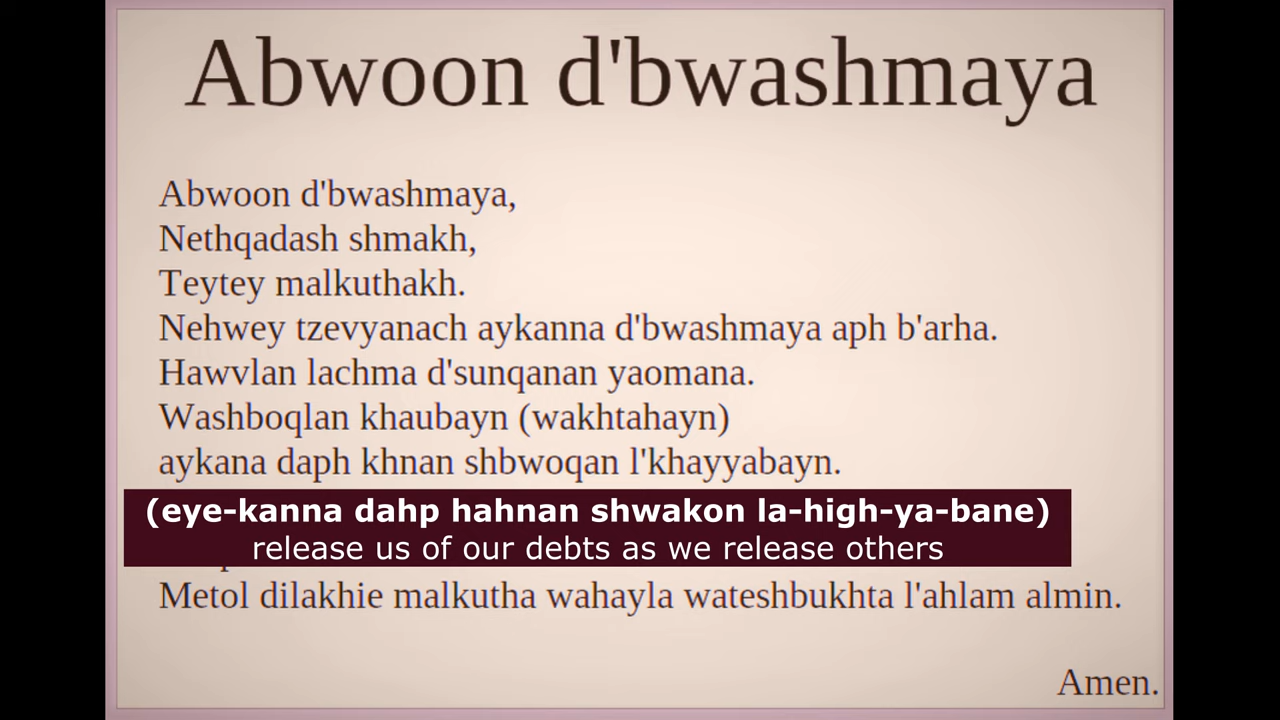 Abwoon d'bwashmaya
Abwoon d'bwashmaya,
Nethqadash shmakh,
Teytey malkuthakh.
Nehwey tzevyanach aykanna d'bwashmaya aph b'arha.
Hawvlan lachma d'sunqanan yaomana.
Washboqlan khaubayn (wakhtahayn)
aykana daph khnan shbwoqan l'khayyabayn.
(eye-kanna dahp hahnan shwakon la-high-ya-bane)
release us of our debts as we release others
Metol dilakhie malkutha wahayla wateshbukhta l'ahlam almin.
Amen.